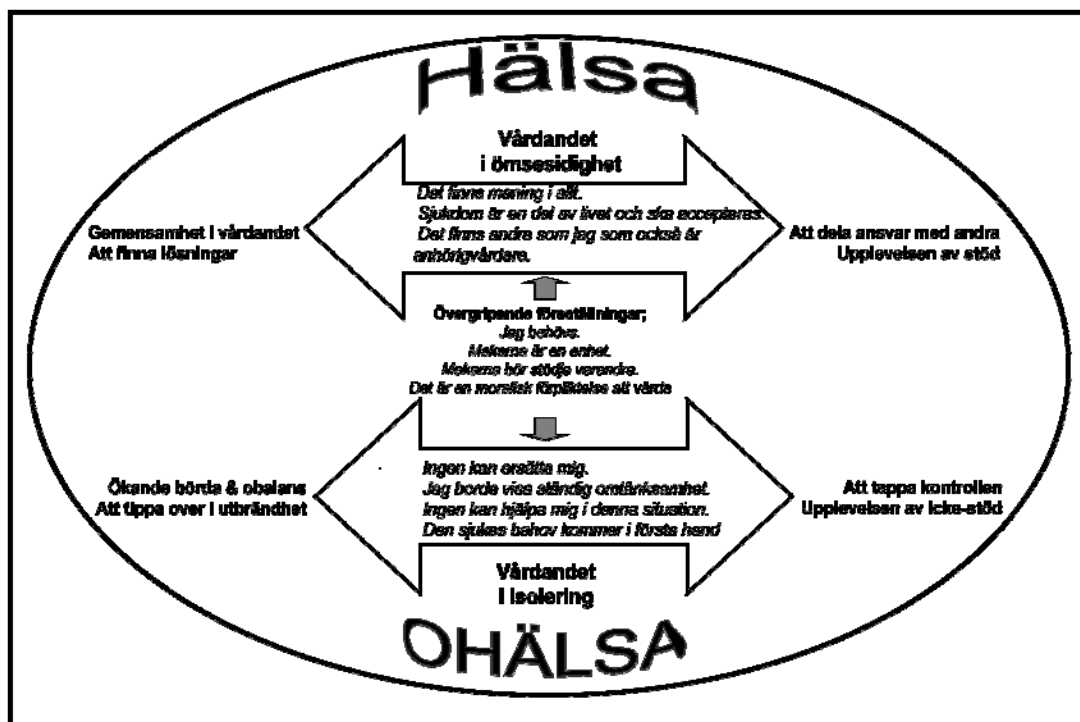 Hälsa
Vårdandet
i ömsesidighet
Det finns mening i allt.
Sjukdom är en del av livet och ska accepteras.
Det finns andra som jag som också är
anhörigvårdare.
Gemensamhet i vårdandet
Att finna lösningar
Att dela ansvar med andra
Upplevelsen av stöd
Övergripande föreställningar;
Jag behövs.
Makarna är en enhet.
Makarna bör stödja varandra.
Det är en moralisk förpliktelse att vårda
Ökande börda & obalans
Att tippa over i utbrändhet
Ingen kan ersätta mig.
Jag borde visa ständig omtänksamhet.
Ingen kan hjälpa mig i denna situation.
Den sjukes behov kommer i första hand
Att tappa kontrollen
Upplevelsen av icke-stöd
Vårdandet
i isolering
OHÄLSA